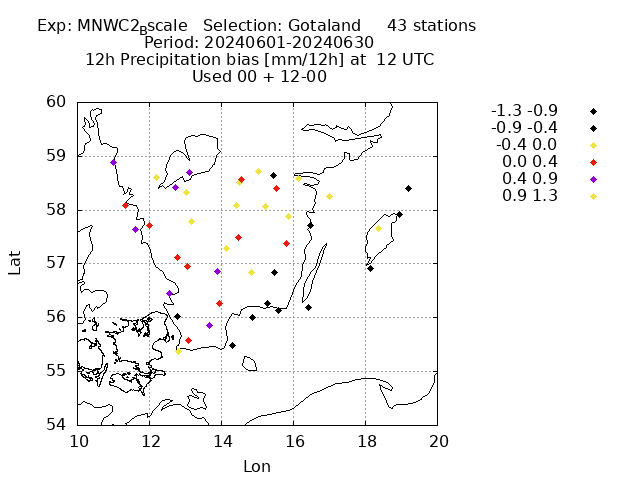 Exp: MNWC2Bscale   Selection: Gotaland     43 stations
Period: 20240601-20240630
12h Precipitation bias [mm/12h] at  12 UTC
Used 00 + 12-00
-1.3 -0.9
-0.9 -0.4
-0.4 0.0
0.0 0.4
0.4 0.9
0.9 1.3
60
59
58
57
56
55
54
Lat
10 12 14 16 18 20
Lon